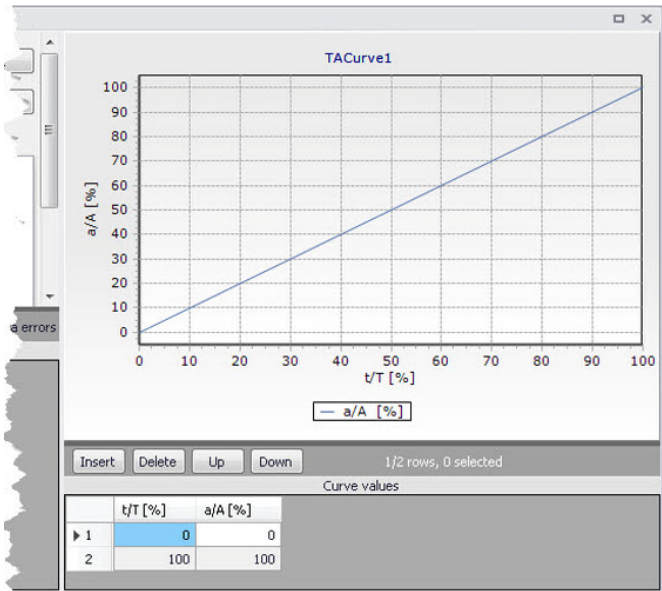 TACurve1
a/A [%]
100
90
80
70
60
50
40
30
20
10
0
0 10 20 30 40 50 60 70 80 90 100
t/T [%]
a/A [%]
a errors
Insert Delete Up Down 1/2 rows, 0 selected
Curve values
t/T [%] a/A [%]
1 0 0
2 100 100